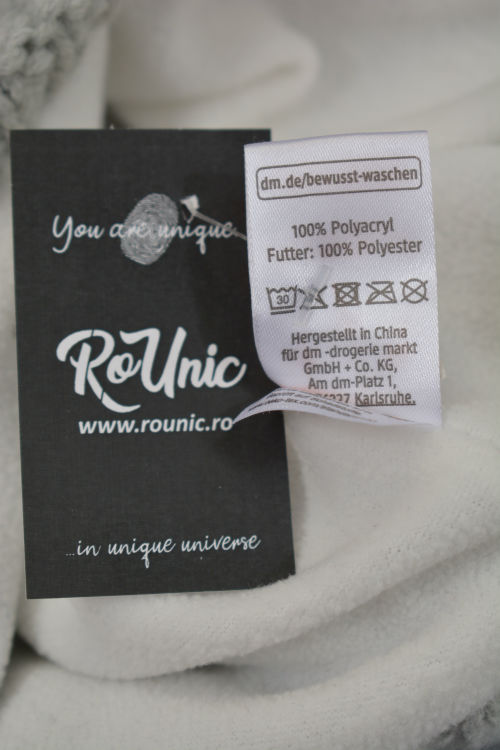 You are unique
RoUnic
www.rounic.ro
...in unique universe
dm.de/bewusst-waschen
100% Polyacryl
Futter: 100% Polyester
30
Hergestellt in China
für dm -drogerie markt
GmbH + Co. KG,
Am dm-Platz 1,
Karlsruhe.